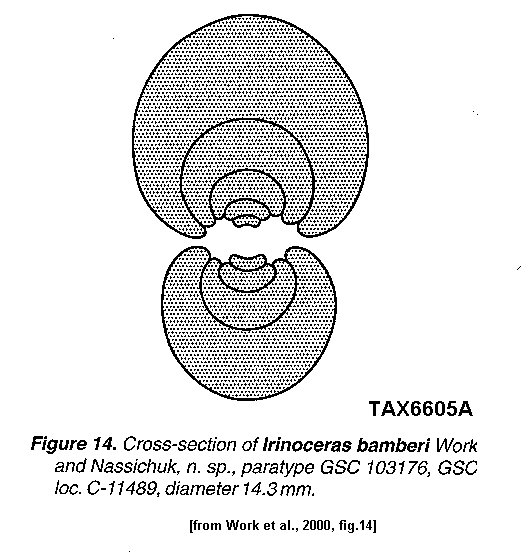 TAX6605A
Figure 14. Cross-section of Irinoceras bamberi Work
and Nassichuk, n. sp., paratype GSC 103176, GSC
loc. C-11489, diameter 14.3 mm.
[from Work et al., 2000, fig.14]